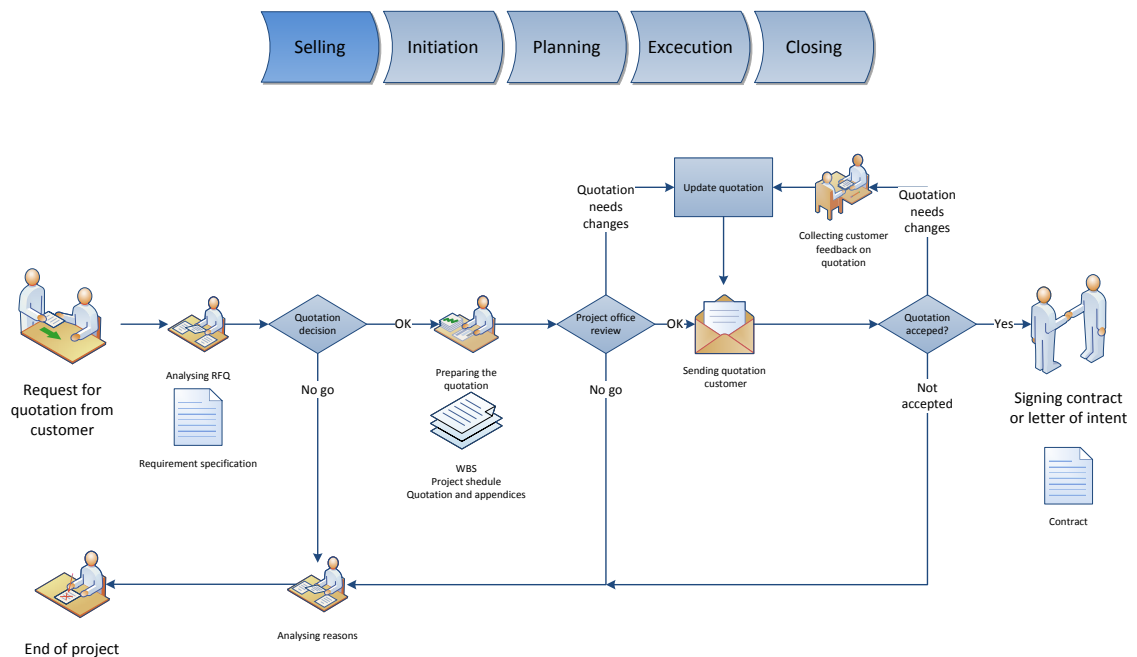 Selling
Initiation
Planning
Excecution
Closing
Quotation
needs
changes
Update quotation
Quotation
needs
changes
Collecting customer
feedback on
quotation
Quotation
decision
OK
Project office
review
OK
Quotation
acceped?
Yes
Request for
quotation from
customer
Analysing RFQ
Requirement specification
No go
Preparing the
quotation
WBS
Project shedule
Quotation and appendices
No go
Sending quotation
customer
Not
accepted
Signing contract
or letter of intent
Contract
Analysing reasons
End of project